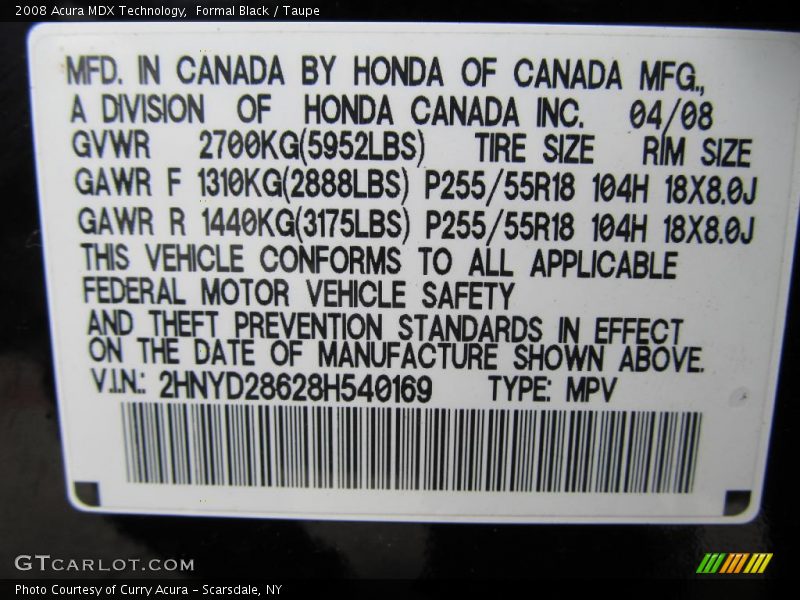 2008 Acura MDX Technology,  Formal Black / Taupe
MFD. IN CANADA BY HONDA OF CANADA MFG.,
A DIVISION OF HONDA CANADA INC. 04/08
GVWR 2700KG(5952LBS) TIRE SIZE RIM SIZE
GAWR F 1310KG(2888LBS) P255/55R18 104H 18X8.0J
GAWR R 1440KG(3175LBS) P255/55R18 104H 18X8.0J
THIS VEHICLE CONFORMS TO ALL APPLICABLE
FEDERAL MOTOR VEHICLE SAFETY
AND THEFT PREVENTION STANDARDS IN EFFECT
ON THE DATE OF MANUFACTURE SHOWN ABOVE.
V.I.N.: 2HNYD28628H540169 TYPE: MPV
GTCARLOT.COM
Photo Courtesy of Curry Acura - Scarsdale, NY